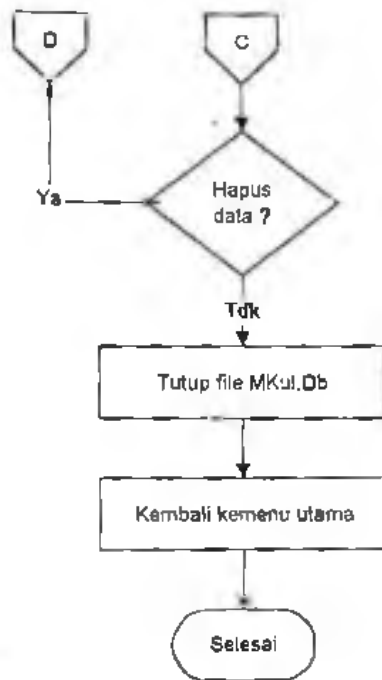 D
C
Hapus
data ?
Ya
Tdk
Tutup file MKul.Db
Kembali kemenu utama
Selesai